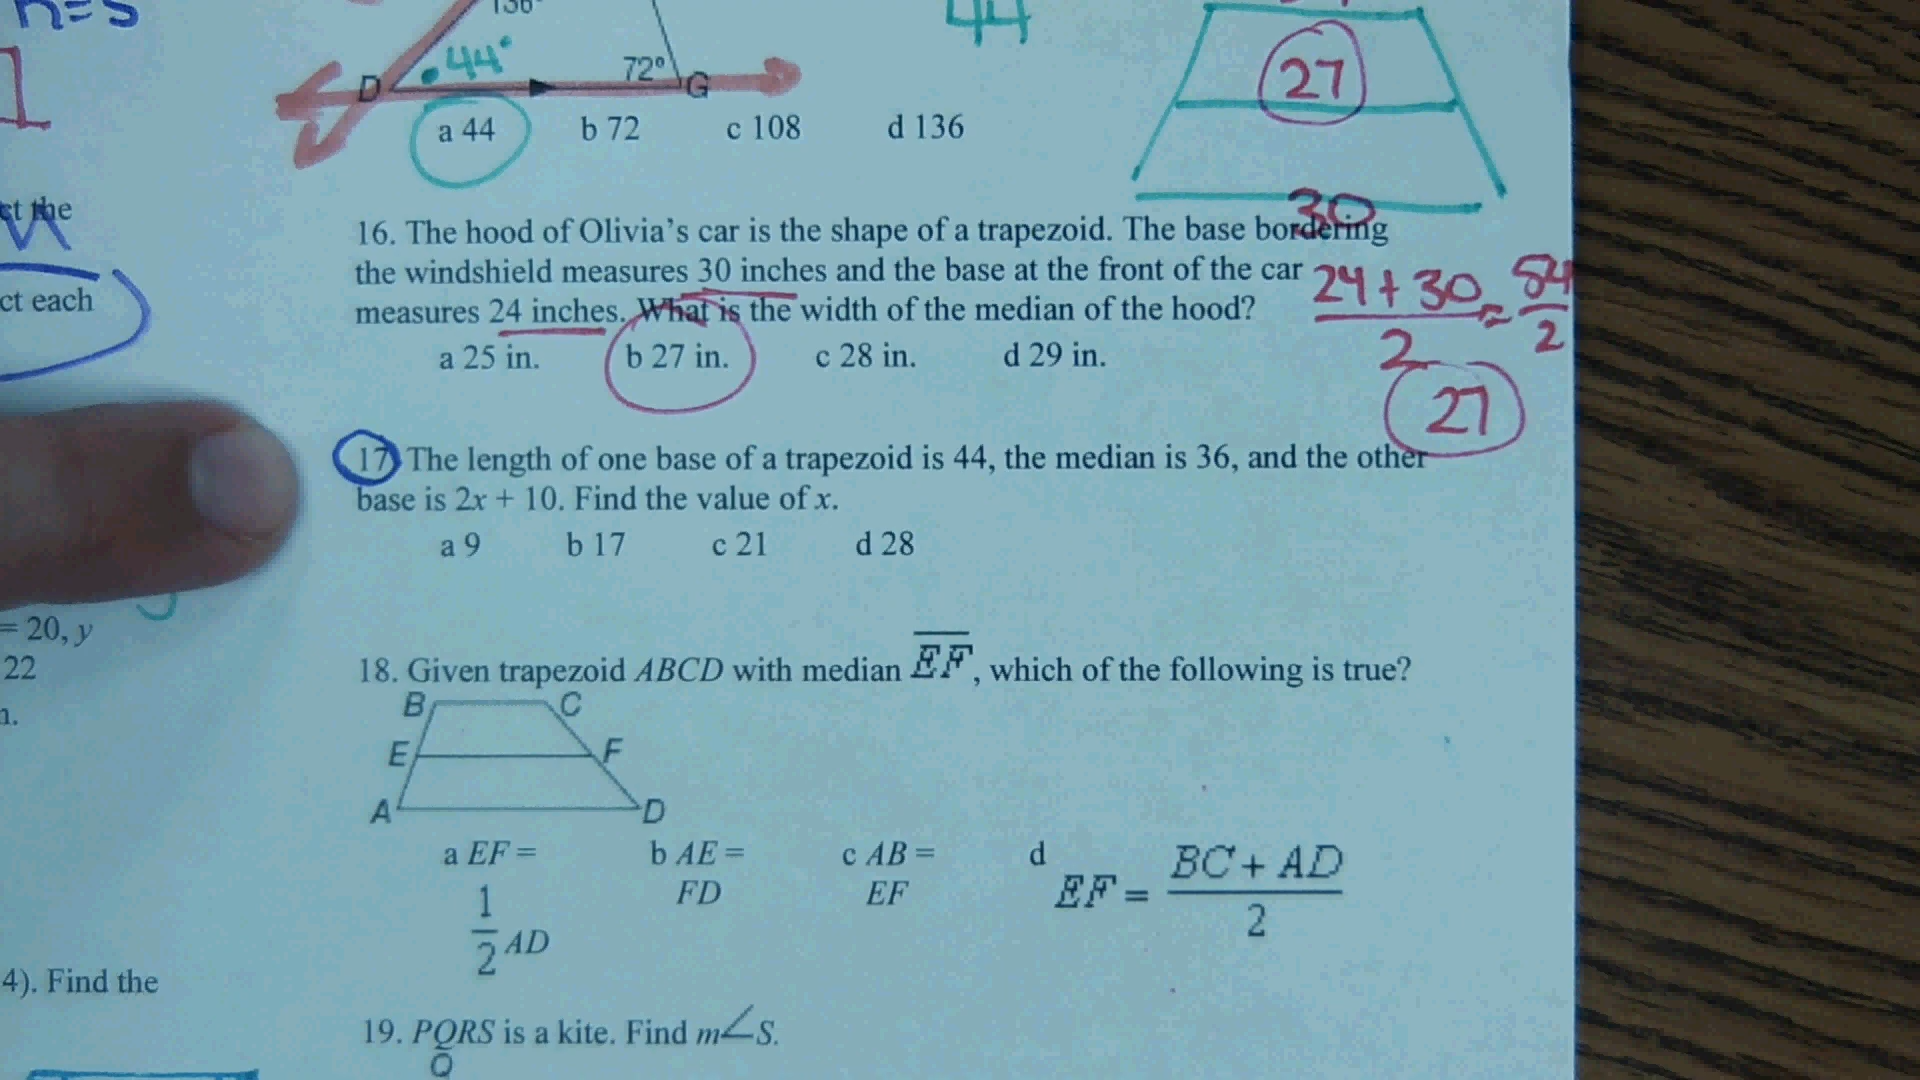 n=5
136°
44
1
D
44°
72°
G
27
a 44
b 72
c 108
d 136
30
ct the
ct each
16. The hood of Olivia's car is the shape of a trapezoid. The base bordering
the windshield measures 30 inches and the base at the front of the car
measures 24 inches. What is the width of the median of the hood?
24+30 = 54
2 2
27
a 25 in.
b 27 in.
c 28 in.
d 29 in.
17 The length of one base of a trapezoid is 44, the median is 36, and the other
base is 2x + 10. Find the value of x.
a 9
b 17
c 21
d 28
= 20, y
22
18. Given trapezoid ABCD with median EF, which of the following is true?
B C
E F
A D
a EF =
1
2 AD
b AE =
FD
c AB =
EF
d
EF = BC + AD
2
4). Find the
19. PQRS is a kite. Find m∠S.
Q